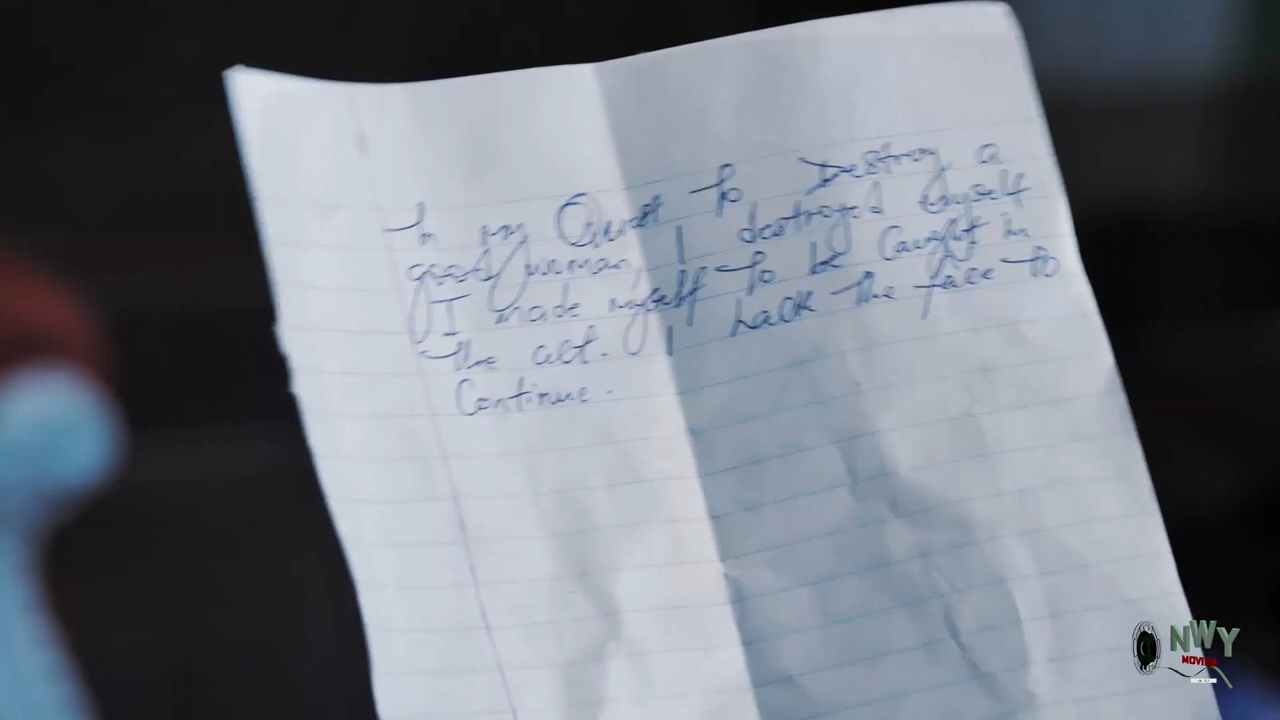 In my Quest to Destroy a
good woman, I destroyed myself
I made myself to be Caught in
the act. I Lack the face to
Continue.
NWY
MOVIES